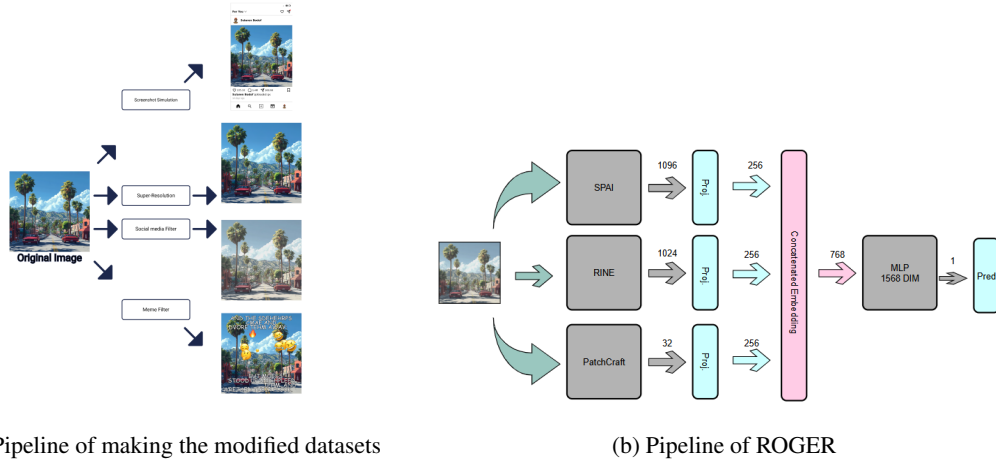 Screenshot Simulation
Super-Resolution
Social media Filter
Original Image
Meme Filter
SPAI
1096
Proj.
256
RINE
1024
Proj.
256
PatchCraft
32
Proj.
256
Concatenated Embedding
768
MLP
1568 DIM
1
Pred
Pipeline of making the modified datasets
(b) Pipeline of ROGER